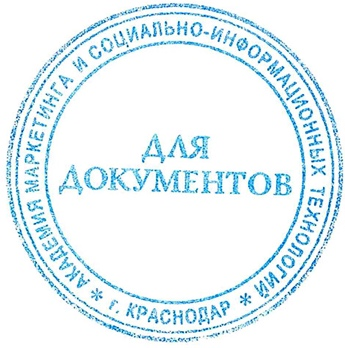 АКАДЕМИЯ МАРКЕТИНГА И СОЦИАЛЬНО-ИНФОРМАЦИОННЫХ ТЕХНОЛОГИЙ
* г. КРАСНОДАР *
ДЛЯ
ДОКУМЕНТОВ